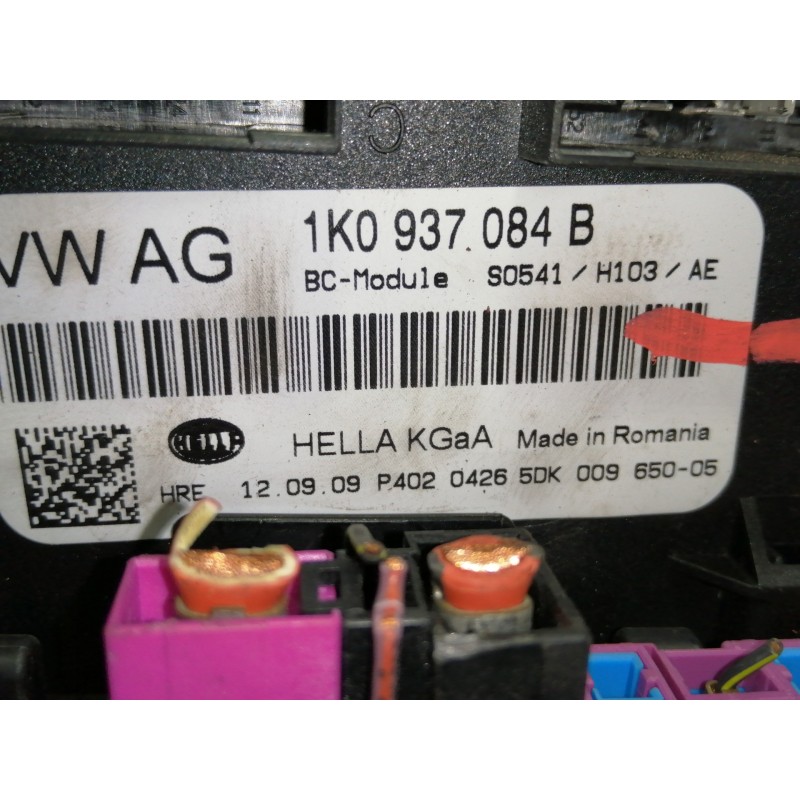 C
VW AG 1K0 937 084 B
BC-Module S0541 / H103 / AE
HELLA HELLA KGaA Made in Romania
HRE 12.09.09 P402 0426 5DK 009 650-05